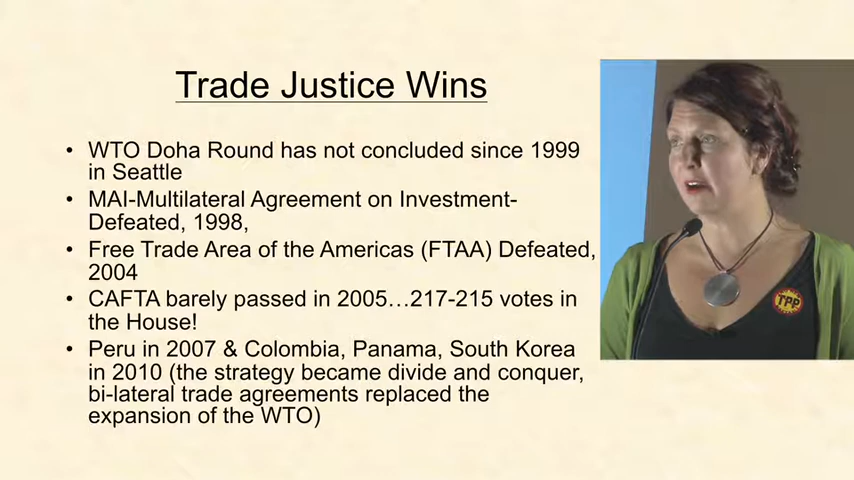 Trade Justice Wins
• WTO Doha Round has not concluded since 1999
in Seattle
• MAI-Multilateral Agreement on Investment-
Defeated, 1998,
• Free Trade Area of the Americas (FTAA) Defeated,
2004
• CAFTA barely passed in 2005…217-215 votes in
the House!
• Peru in 2007 & Colombia, Panama, South Korea
in 2010 (the strategy became divide and conquer,
bi-lateral trade agreements replaced the
expansion of the WTO)
TPP